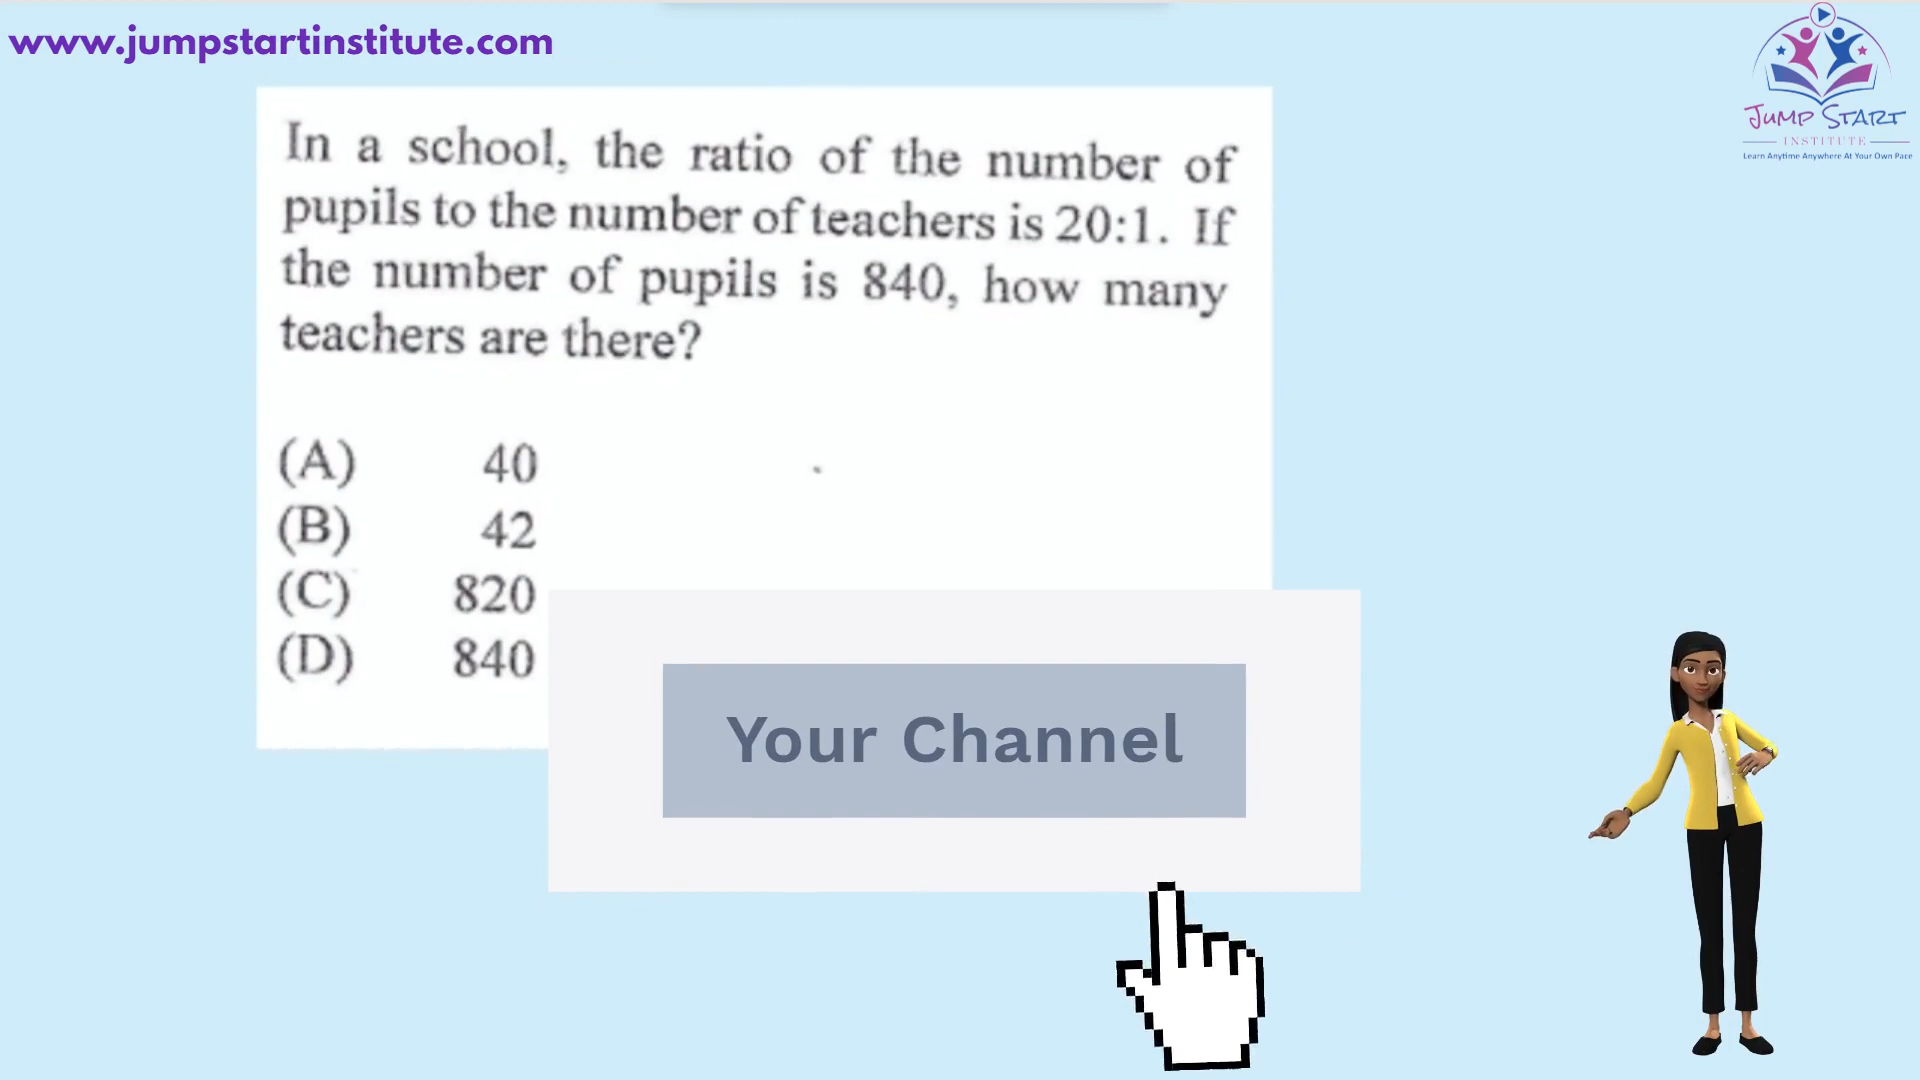 www.jumpstartinstitute.com
JUMP START
INSTITUTE
Learn Anytime Anywhere At Your Own Pace
In a school, the ratio of the number of
pupils to the number of teachers is 20:1. If
the number of pupils is 840, how many
teachers are there?
(A) 40
(B) 42
(C) 820
(D) 840
Your Channel